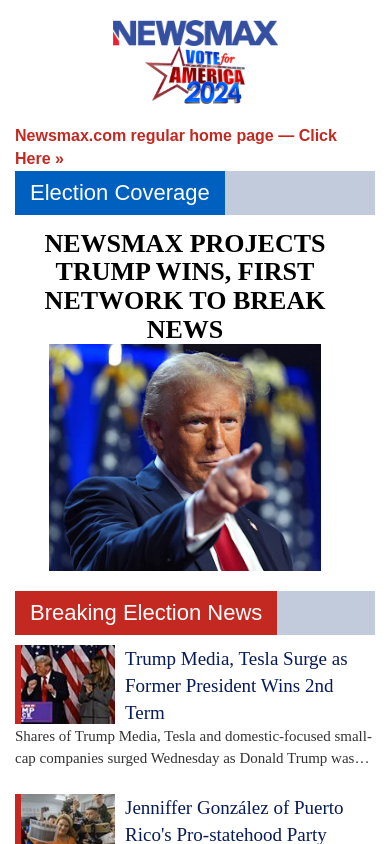 NEWSMAX
VOTE for
AMERICA
2024
Newsmax.com regular home page — Click
Here »
Election Coverage
NEWSMAX PROJECTS
TRUMP WINS, FIRST
NETWORK TO BREAK
NEWS
Breaking Election News
Trump Media, Tesla Surge as
Former President Wins 2nd
Term
Shares of Trump Media, Tesla and domestic-focused small-
cap companies surged Wednesday as Donald Trump was…
Jenniffer González of Puerto
Rico's Pro-statehood Party